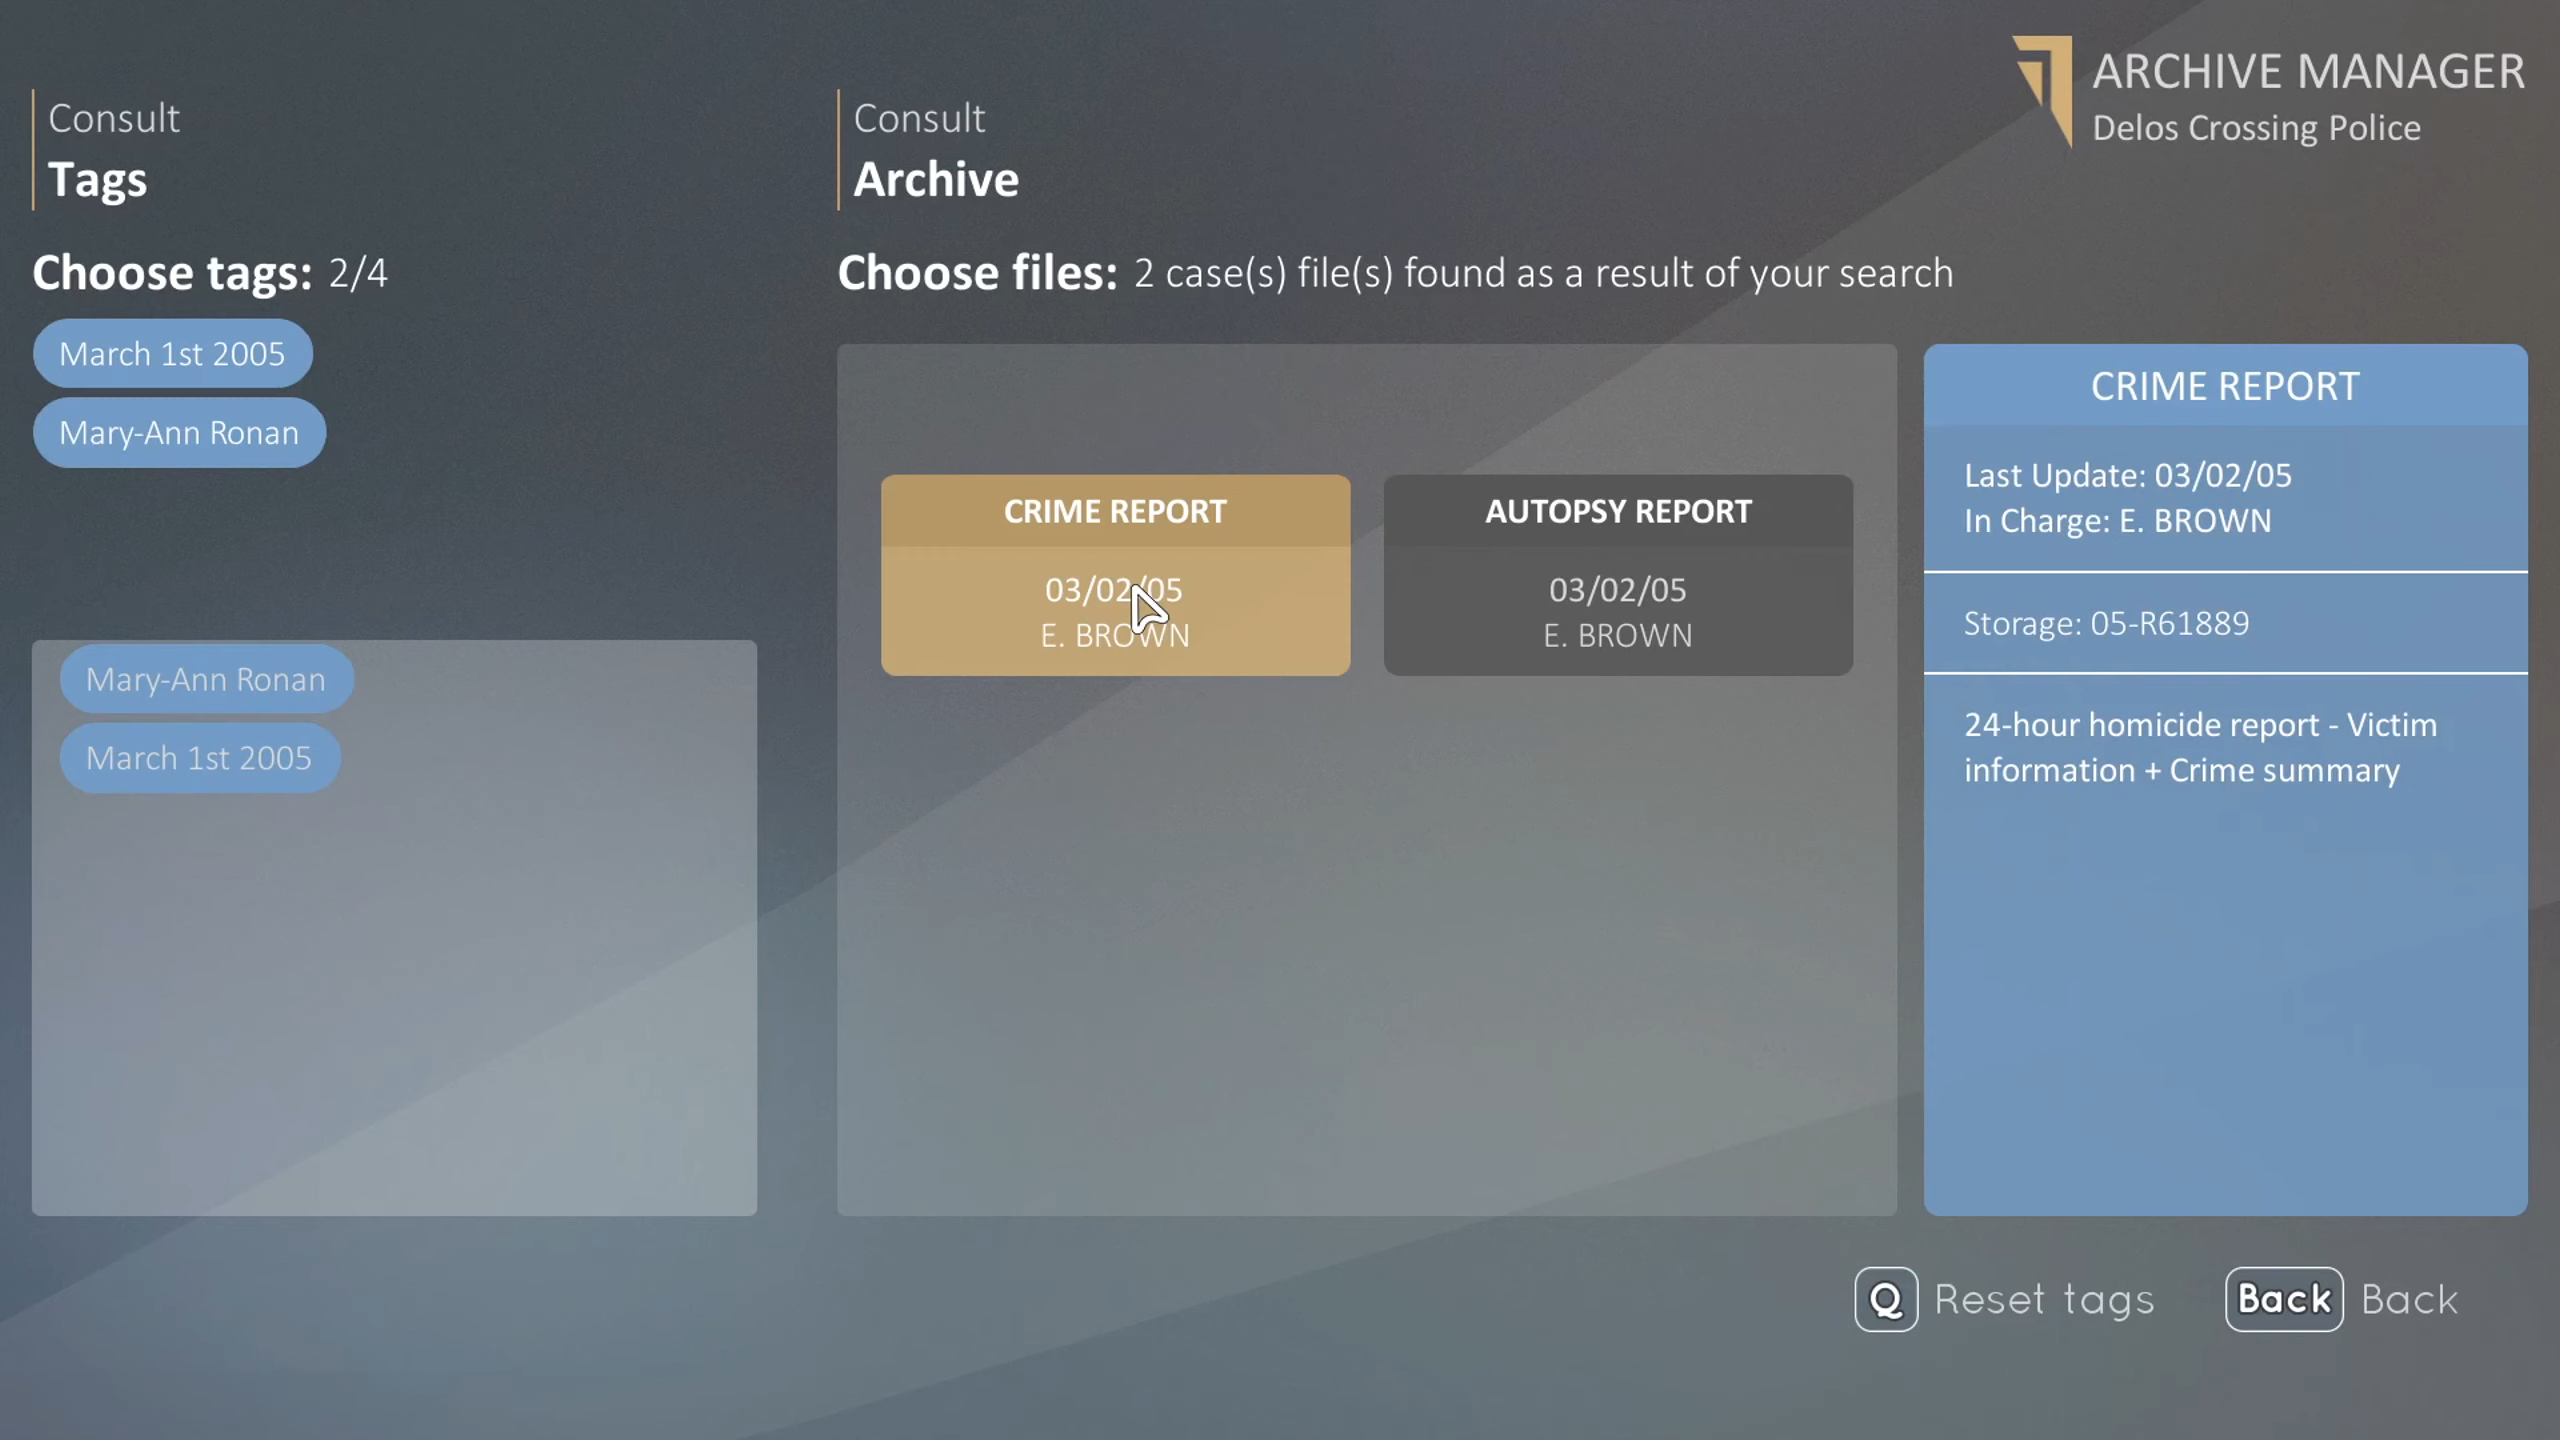 ARCHIVE MANAGER
Delos Crossing Police
Consult
Tags
Choose tags: 2/4
March 1st 2005
Mary-Ann Ronan
Mary-Ann Ronan
March 1st 2005
Consult
Archive
Choose files: 2 case(s) file(s) found as a result of your search
CRIME REPORT
03/02/05
E. BROWN
AUTOPSY REPORT
03/02/05
E. BROWN
CRIME REPORT
Last Update: 03/02/05
In Charge: E. BROWN
Storage: 05-R61889
24-hour homicide report - Victim
information + Crime summary
Q Reset tags
Back Back